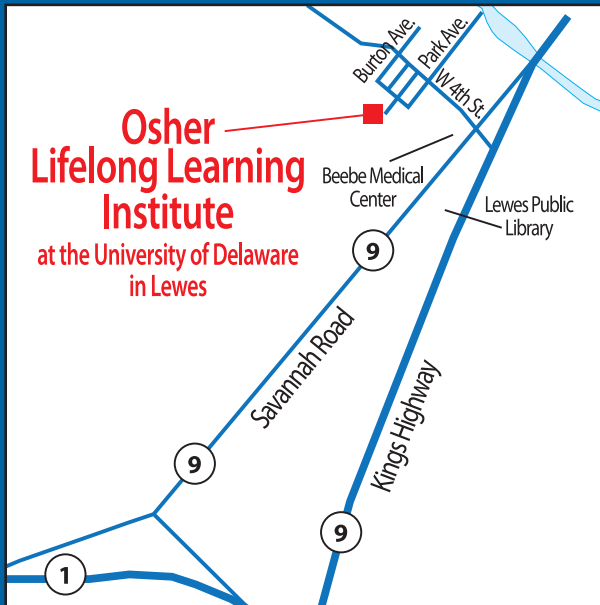 Burton Ave.
Park Ave.
W 4th St.
Osher
Lifelong Learning
Institute
at the University of Delaware
in Lewes
Beebe Medical
Center
Lewes Public
Library
9
Savannah Road
Kings Highway
9
9
1